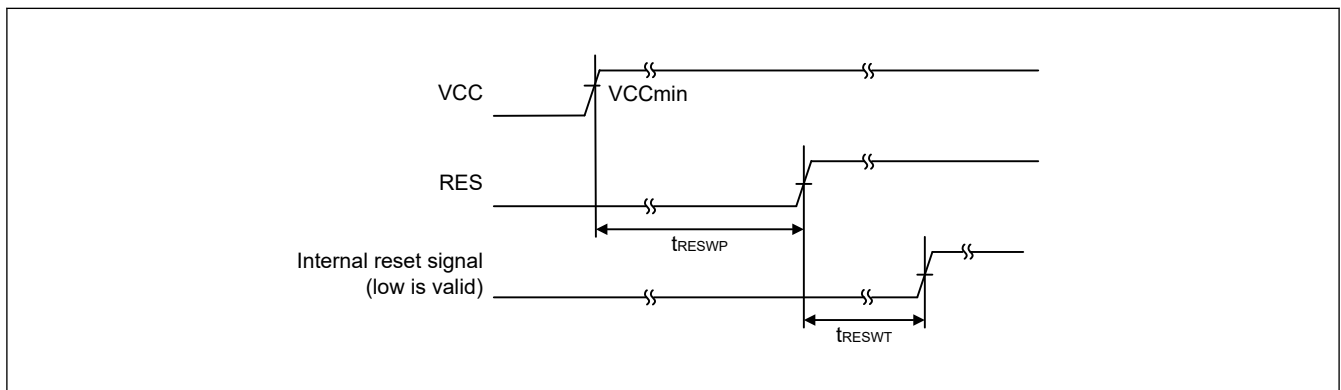 VCC
VCCmin
RES
tRESWP
Internal reset signal
(low is valid)
tRESWT